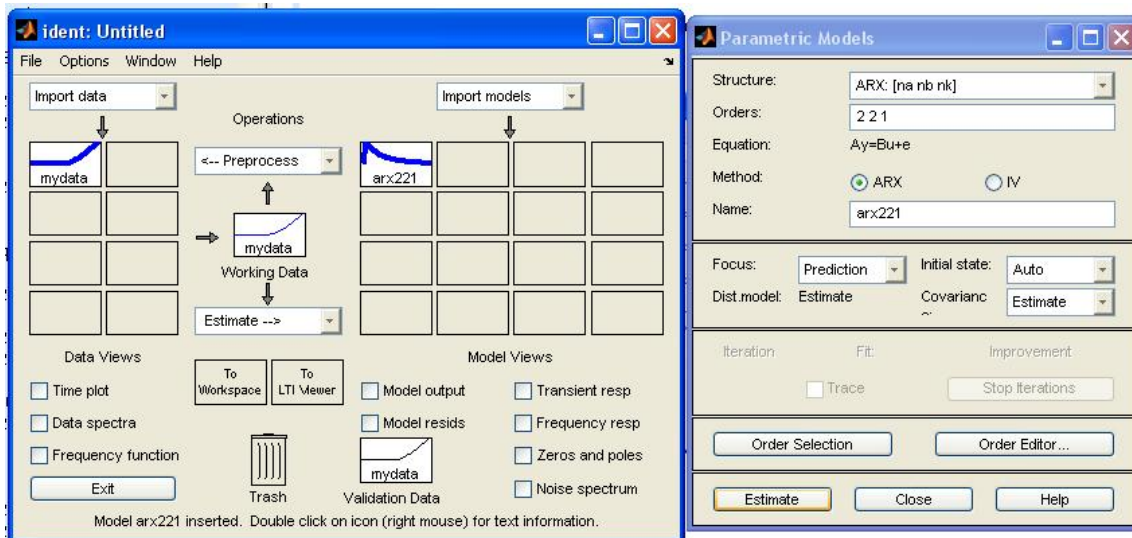 ident: Untitled
File Options Window Help
Import data
Import models
Operations
mydata
<-- Preprocess
arx221
mydata
Working Data
Estimate -->
Data Views
Model Views
To Workspace
To LTI Viewer
Time plot
Data spectra
Frequency function
Model output
Model resids
Transient resp
Frequency resp
Zeros and poles
Noise spectrum
Exit
Trash
mydata
Validation Data
Model arx221 inserted. Double click on icon (right mouse) for text information.
Parametric Models
Structure: ARX: [na nb nk]
Orders: 2 2 1
Equation: Ay=Bu+e
Method: ARX IV
Name: arx221
Focus: Prediction Initial state: Auto
Dist.model: Estimate Covarianc Estimate
Iteration Fit: Improvement
Trace Stop Iterations
Order Selection Order Editor...
Estimate Close Help